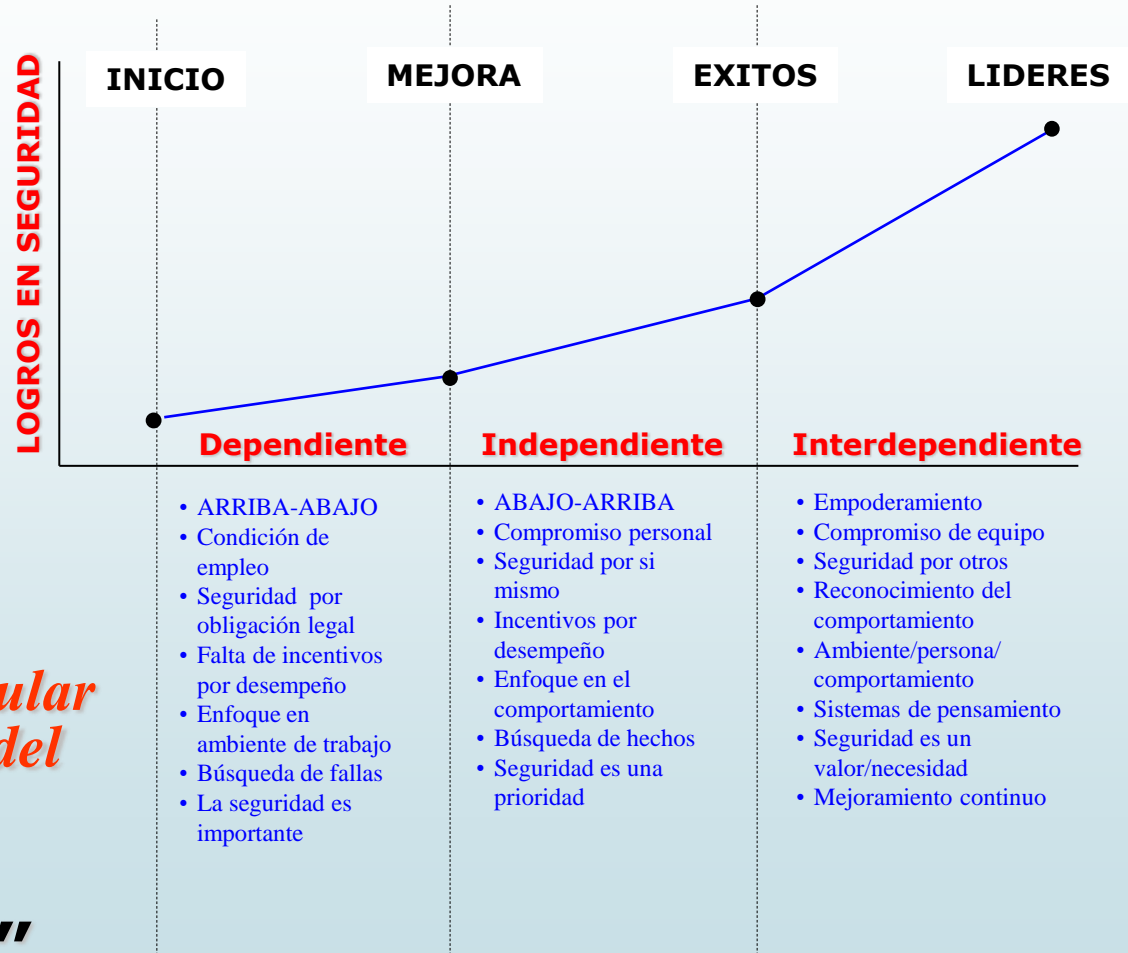 INICIO
MEJORA
EXITOS
LIDERES
LOGROS EN SEGURIDAD
Dependiente
Independiente
Interdependiente
• ARRIBA-ABAJO
• Condición de
empleo
• Seguridad por
obligación legal
• Falta de incentivos
por desempeño
• Enfoque en
ambiente de trabajo
• Búsqueda de fallas
• La seguridad es
importante
• ABAJO-ARRIBA
• Compromiso personal
• Seguridad por si
mismo
• Incentivos por
desempeño
• Enfoque en el
comportamiento
• Búsqueda de hechos
• Seguridad es una
prioridad
• Empoderamiento
• Compromiso de equipo
• Seguridad por otros
• Reconocimiento del
comportamiento
• Ambiente/persona/
comportamiento
• Sistemas de pensamiento
• Seguridad es un
valor/necesidad
• Mejoramiento continuo
ular
del
”